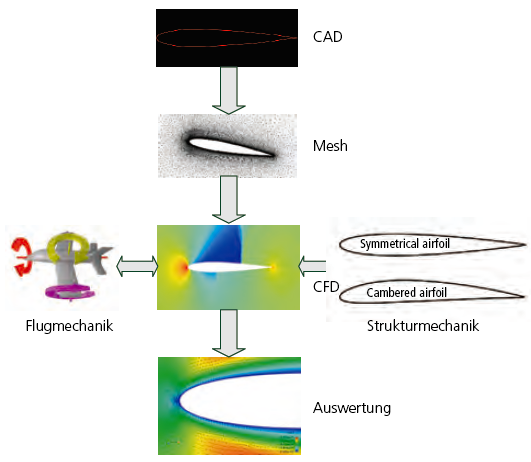 CAD
Mesh
Symmetrical airfoil
Cambered airfoil
CFD
Flugmechanik
Strukturmechanik
Auswertung